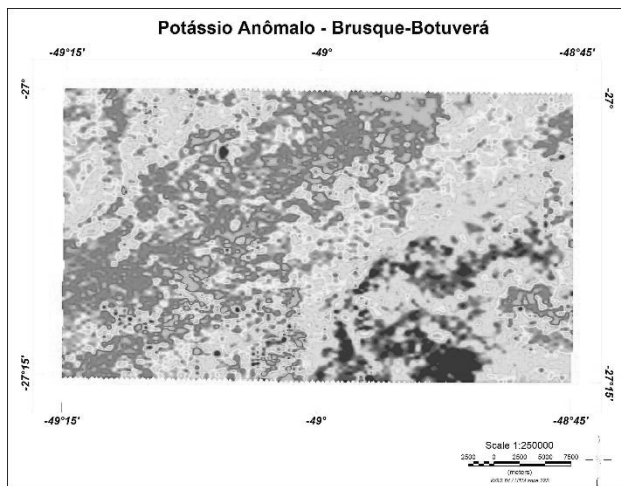 Potássio Anômalo - Brusque-Botuverá
-49°15' -49° -48°45'
-27° -27°
-27°15' -27°15'
-49°15' -49° -48°45'
Scale 1:250000
2500 0 2500 5000 7500
(meters)